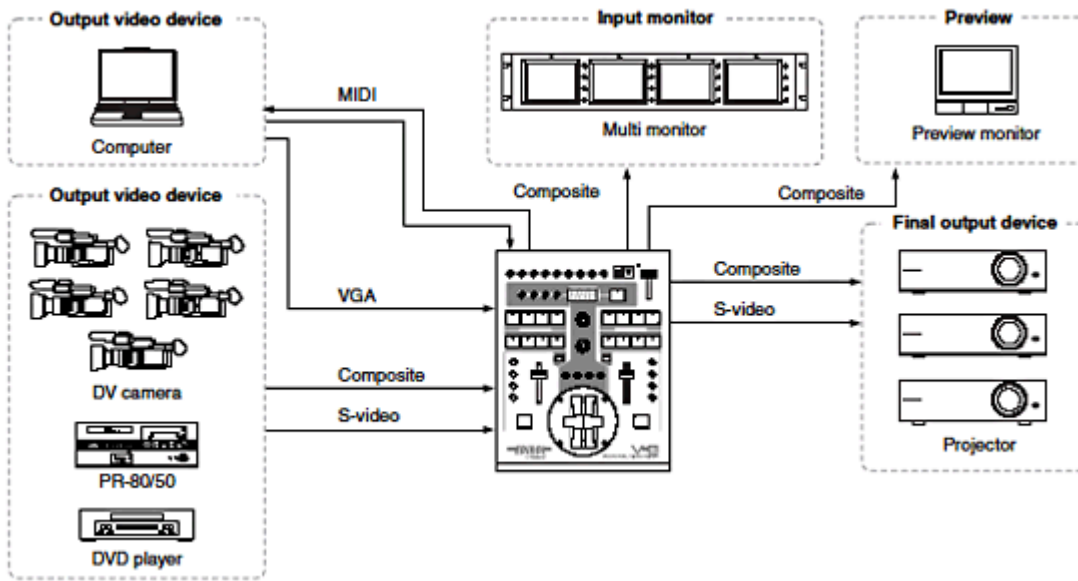 Output video device
Computer
Output video device
DV camera
PR-80/50
DVD player
MIDI
VGA
Composite
S-video
Input monitor
Multi monitor
Composite
Preview
Preview monitor
Composite
Final output device
Composite
S-video
Projector